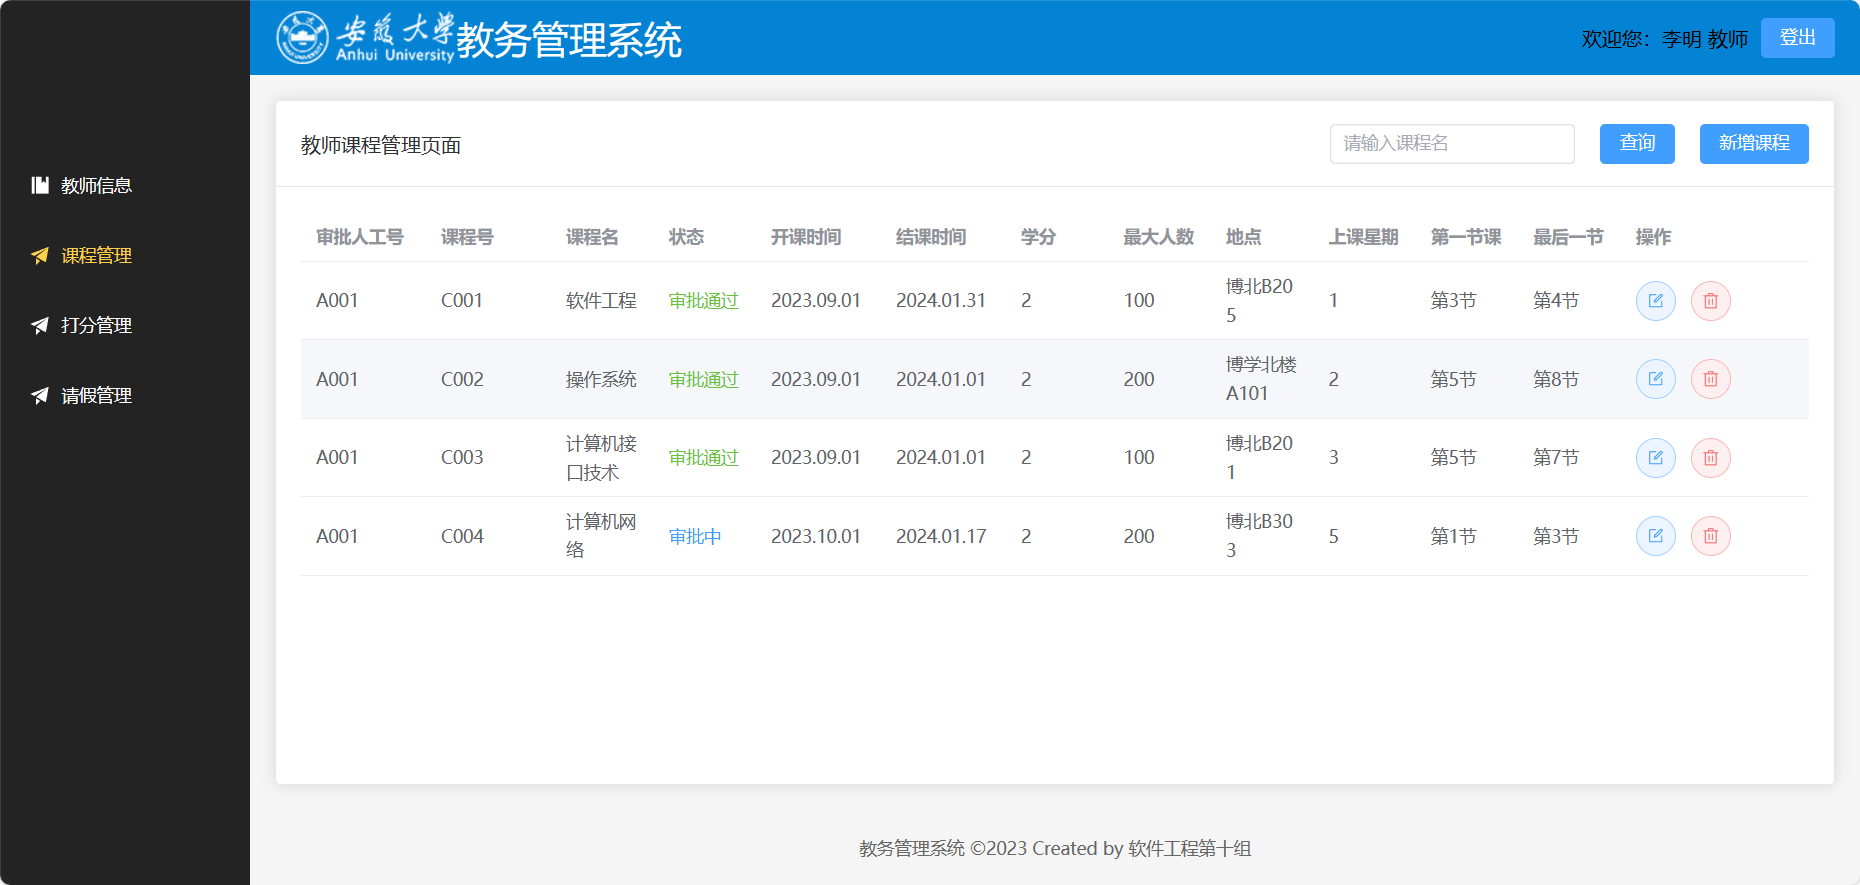 安徽大学
Anhui University
教务管理系统
欢迎您：李明 教师
登出
教师信息
课程管理
打分管理
请假管理
教师课程管理页面
请输入课程名
查询
新增课程
审批人工号 课程号 课程名 状态 开课时间 结课时间 学分 最大人数 地点 上课星期 第一节课 最后一节 操作
A001 C001 软件工程 审批通过 2023.09.01 2024.01.31 2 100 博北B20
5 1 第3节 第4节
A001 C002 操作系统 审批通过 2023.09.01 2024.01.01 2 200 博学北楼
A101 2 第5节 第8节
A001 C003 计算机接
口技术 审批通过 2023.09.01 2024.01.01 2 100 博北B20
1 3 第5节 第7节
A001 C004 计算机网
络 审批中 2023.10.01 2024.01.17 2 200 博北B30
3 5 第1节 第3节
教务管理系统 ©2023 Created by 软件工程第十组